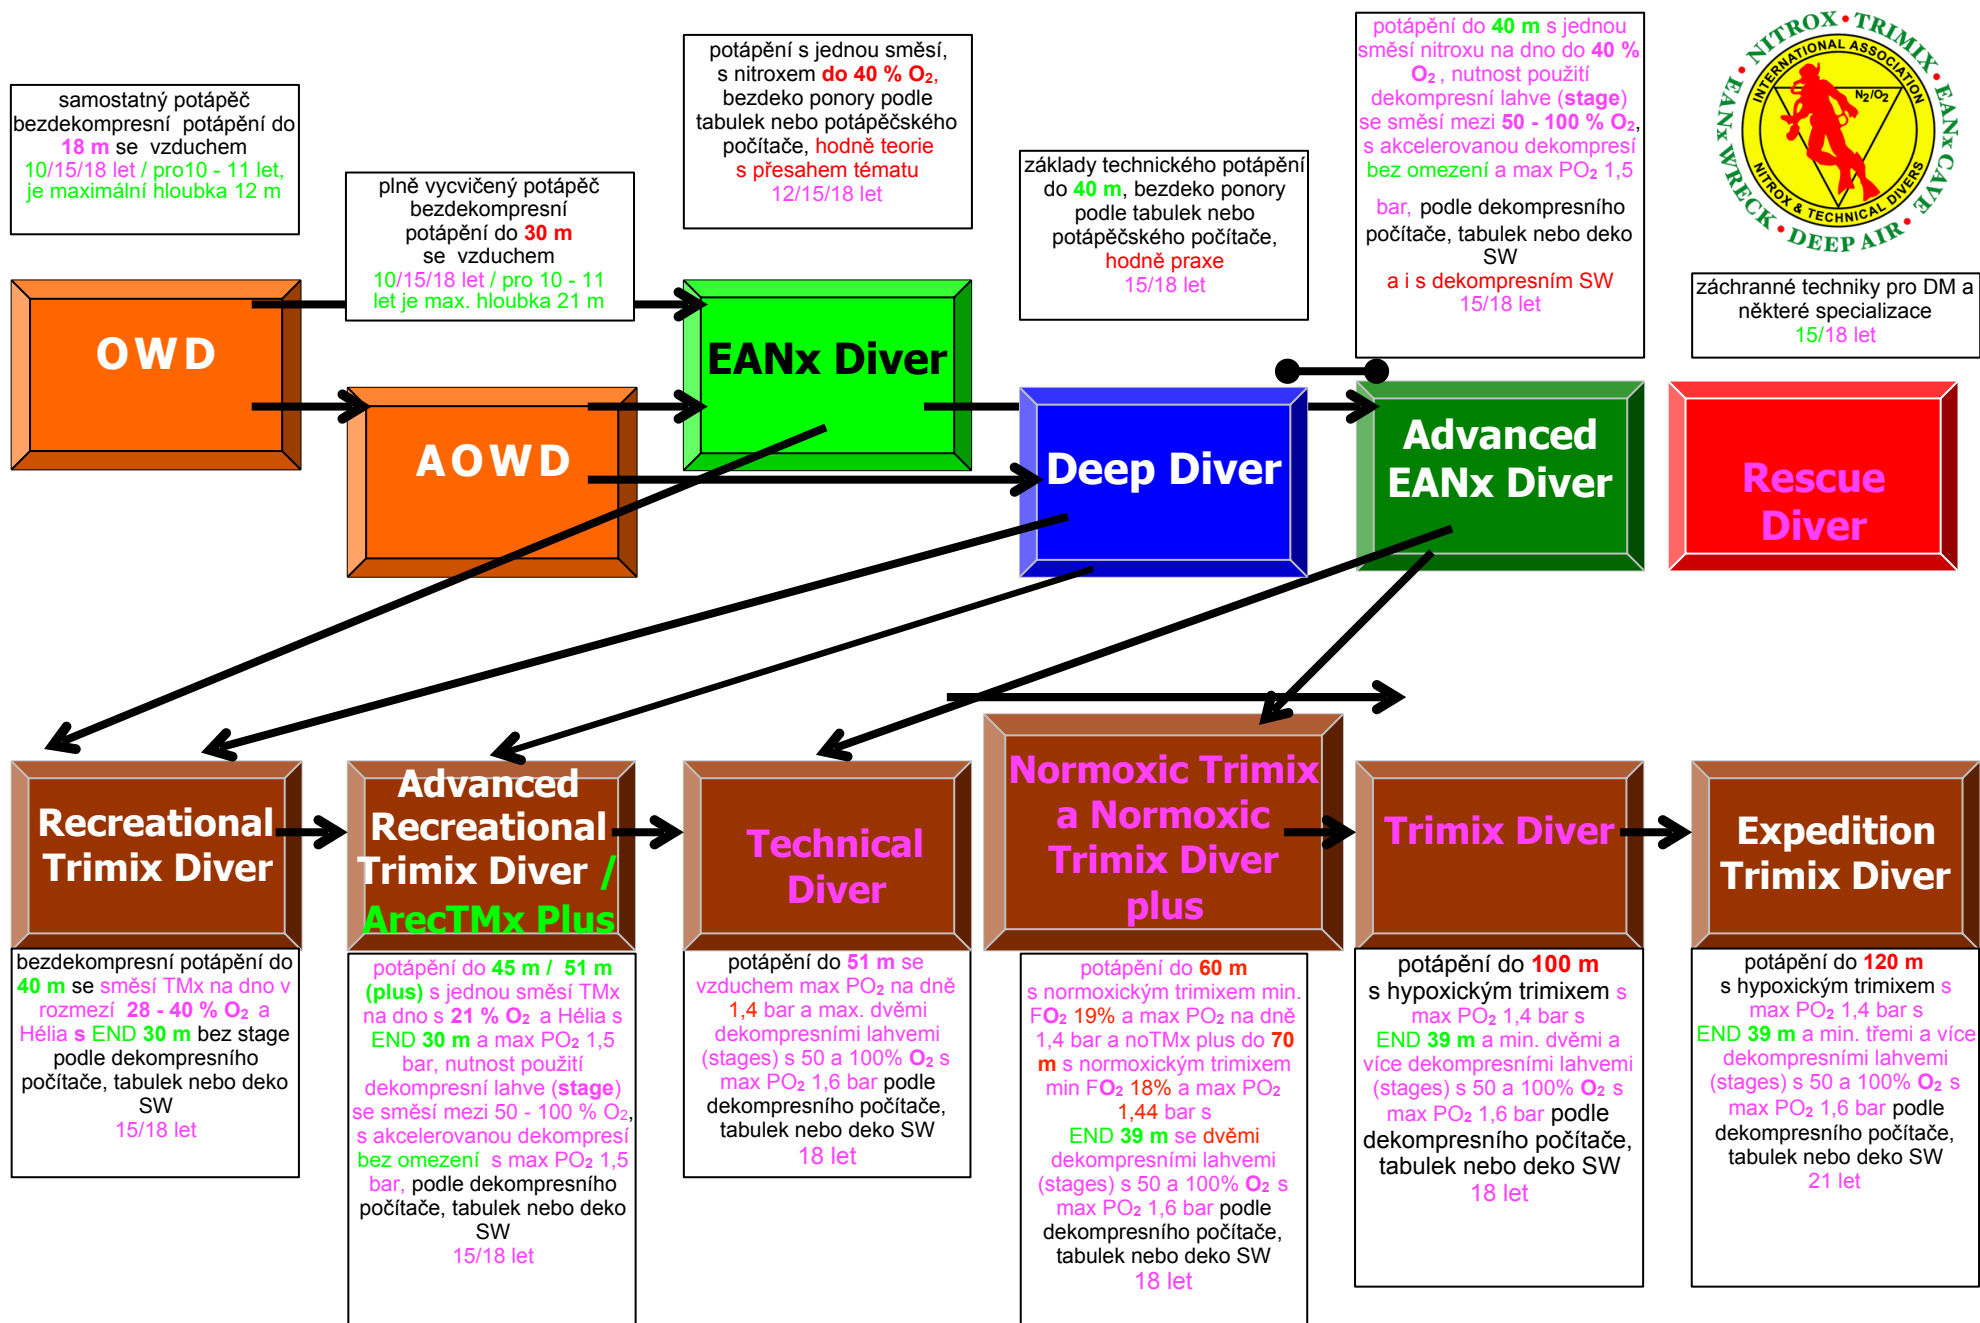 samostatný potápěč
bezdekompresní  potápění do
18 m se  vzduchem
10/15/18 let / pro10 - 11 let,
je maximální hloubka 12 m
plně vycvičený potápěč
bezdekompresní
potápění do 30 m
se  vzduchem
10/15/18 let / pro 10 - 11
let je max. hloubka 21 m
potápění s jednou směsí,
s nitroxem do 40 % O₂,
bezdeko ponory podle
tabulek nebo potápěčského
počítače, hodně teorie
s přesahem tématu
12/15/18 let
základy technického potápění
do 40 m, bezdeko ponory
podle tabulek nebo
potápěčského počítače,
hodně praxe
15/18 let
potápění do 40 m s jednou
směsí nitroxu na dno do 40 %
O₂ , nutnost použití
dekompresní lahve (stage)
se směsí mezi 50 - 100 % O₂,
s akcelerovanou dekompresí
bez omezení a max PO₂ 1,5
bar, podle dekompresního
počítače, tabulek nebo deko
SW
a i s dekompresním SW
15/18 let
EANx WRECK • EANx • NITROX • TRIMIX • EANx CAVE • DEEP AIR •
INTERNATIONAL ASSOCIATION
N₂/O₂
NITROX & TECHNICAL DIVERS
záchranné techniky pro DM a
některé specializace
15/18 let
OWD
AOWD
EANx Diver
Deep Diver
Advanced
EANx Diver
Rescue
Diver
Recreational
Trimix Diver
Advanced
Recreational
Trimix Diver /
ArecTMx Plus
Technical
Diver
Normoxic Trimix
a Normoxic
Trimix Diver
plus
Trimix Diver
Expedition
Trimix Diver
bezdekompresní potápění do
40 m se směsí TMx na dno v
rozmezí  28 - 40 % O₂  a
Hélia s END 30 m bez stage
podle dekompresního
počítače, tabulek nebo deko
SW
15/18 let
potápění do 45 m /  51 m
(plus) s jednou směsí TMx
na dno s 21 % O₂  a Hélia s
END 30 m a max PO₂ 1,5
bar, nutnost použití
dekompresní lahve (stage)
se směsí mezi 50 - 100 % O₂,
s akcelerovanou dekompresí
bez omezení  s max PO₂ 1,5
bar, podle dekompresního
počítače, tabulek nebo deko
SW
15/18 let
potápění do 51 m se
vzduchem max PO₂ na dně
1,4 bar a max. dvěmi
dekompresními lahvemi
(stages) s 50 a 100% O₂ s
max PO₂ 1,6 bar podle
dekompresního počítače,
tabulek nebo deko SW
18 let
potápění do 60 m
s normoxickým trimixem min.
FO₂ 19% a max PO₂ na dně
1,4 bar a noTMx plus do 70
m s normoxickým trimixem
min FO₂ 18% a max PO₂
1,44 bar s
END 39 m se dvěmi
dekompresními lahvemi
(stages) s 50 a 100% O₂ s
max PO₂ 1,6 bar podle
dekompresního počítače,
tabulek nebo deko SW
18 let
potápění do 100 m
s hypoxickým trimixem s
max PO₂ 1,4 bar s
END 39 m a min. dvěmi a
více dekompresními lahvemi
(stages) s 50 a 100% O₂ s
max PO₂ 1,6 bar podle
dekompresního počítače,
tabulek nebo deko SW
18 let
potápění do 120 m
s hypoxickým trimixem s
max PO₂ 1,4 bar s
END 39 m a min. třemi a více
dekompresními lahvemi
(stages) s 50 a 100% O₂ s
max PO₂ 1,6 bar podle
dekompresního počítače,
tabulek nebo deko SW
21 let